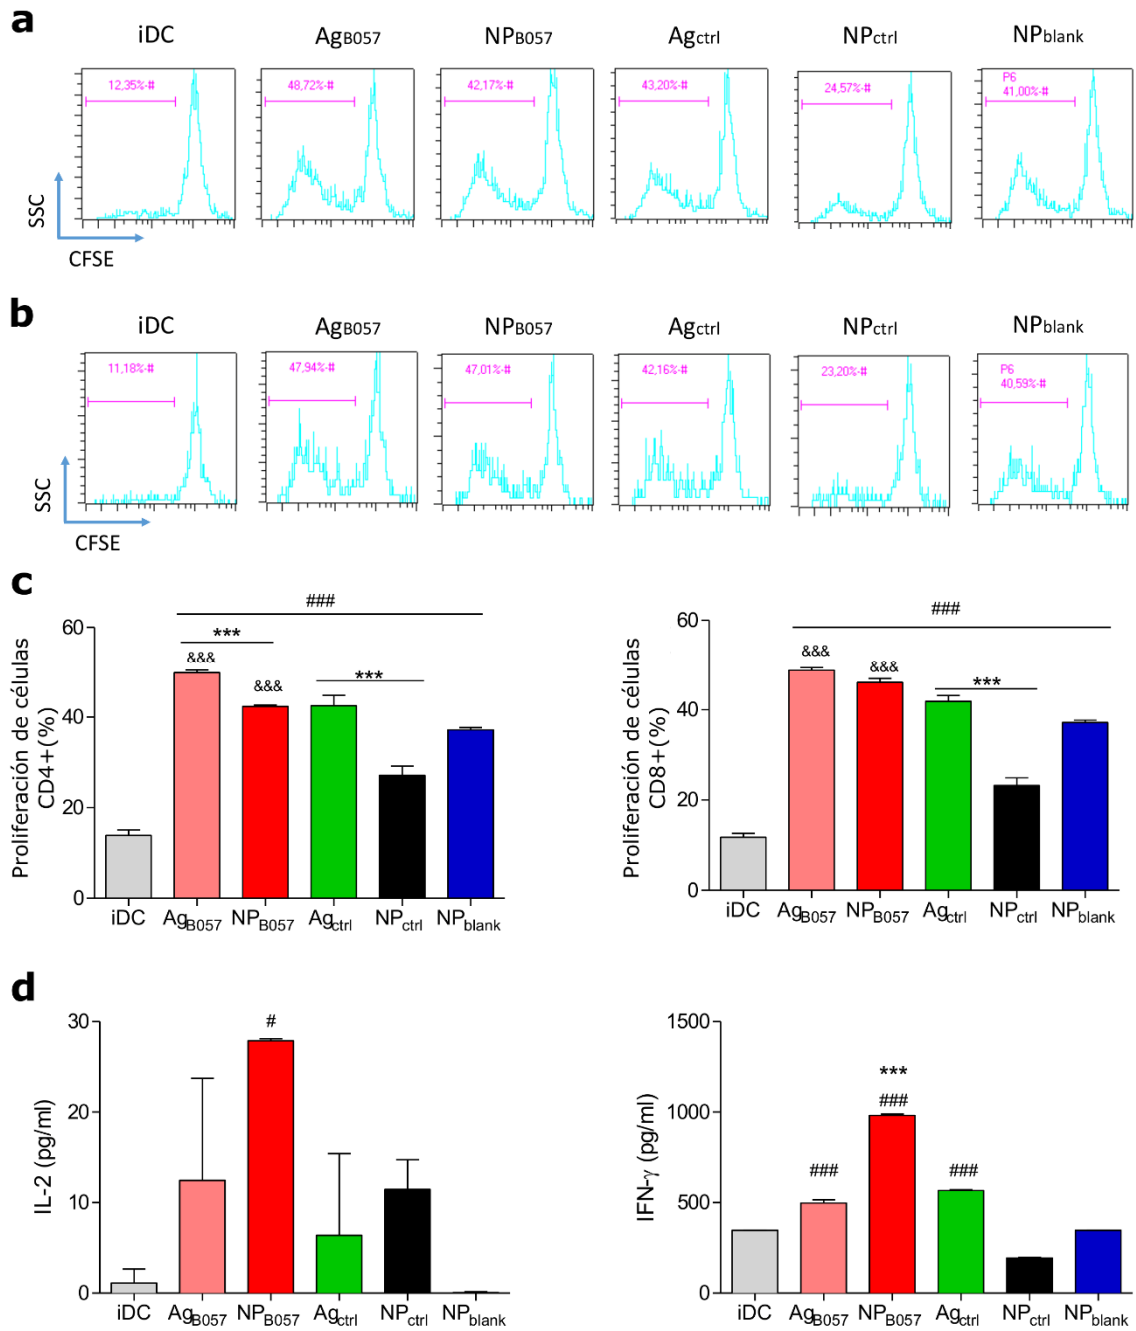 a
iDC AgB057 NPB057 Agctrl NPctrl NPblank
12,35%-# 48,72%-# 42,17%-# 43,20%-# 24,57%-# P6
41,00%-#
SSC
CFSE
b
iDC AgB057 NPB057 Agctrl NPctrl NPblank
11,18%-# 47,94%-# 47,01%-# 42,16%-# 23,20%-# P6
40,59%-#
SSC
CFSE
c
Proliferación de células
CD4+(%)
60
40
20
0
###
***
&&&
&&&
***
iDC AgB057 NPB057 Agctrl NPctrl NPblank
Proliferación de células
CD8+(%)
60
40
20
0
###
&&&
&&&
***
iDC AgB057 NPB057 Agctrl NPctrl NPblank
d
IL-2 (pg/ml)
30
20
10
0
#
iDC AgB057 NPB057 Agctrl NPctrl NPblank
IFN-γ (pg/ml)
1500
1000
500
0
***
###
###
###
iDC AgB057 NPB057 Agctrl NPctrl NPblank